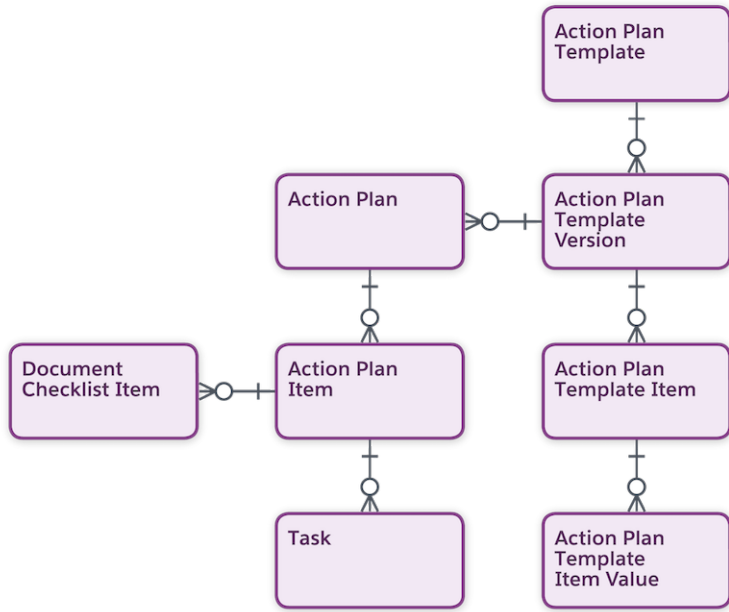 Action Plan
Template
Action Plan
Action Plan
Template
Version
Document
Checklist Item
Action Plan
Item
Action Plan
Template Item
Task
Action Plan
Template
Item Value